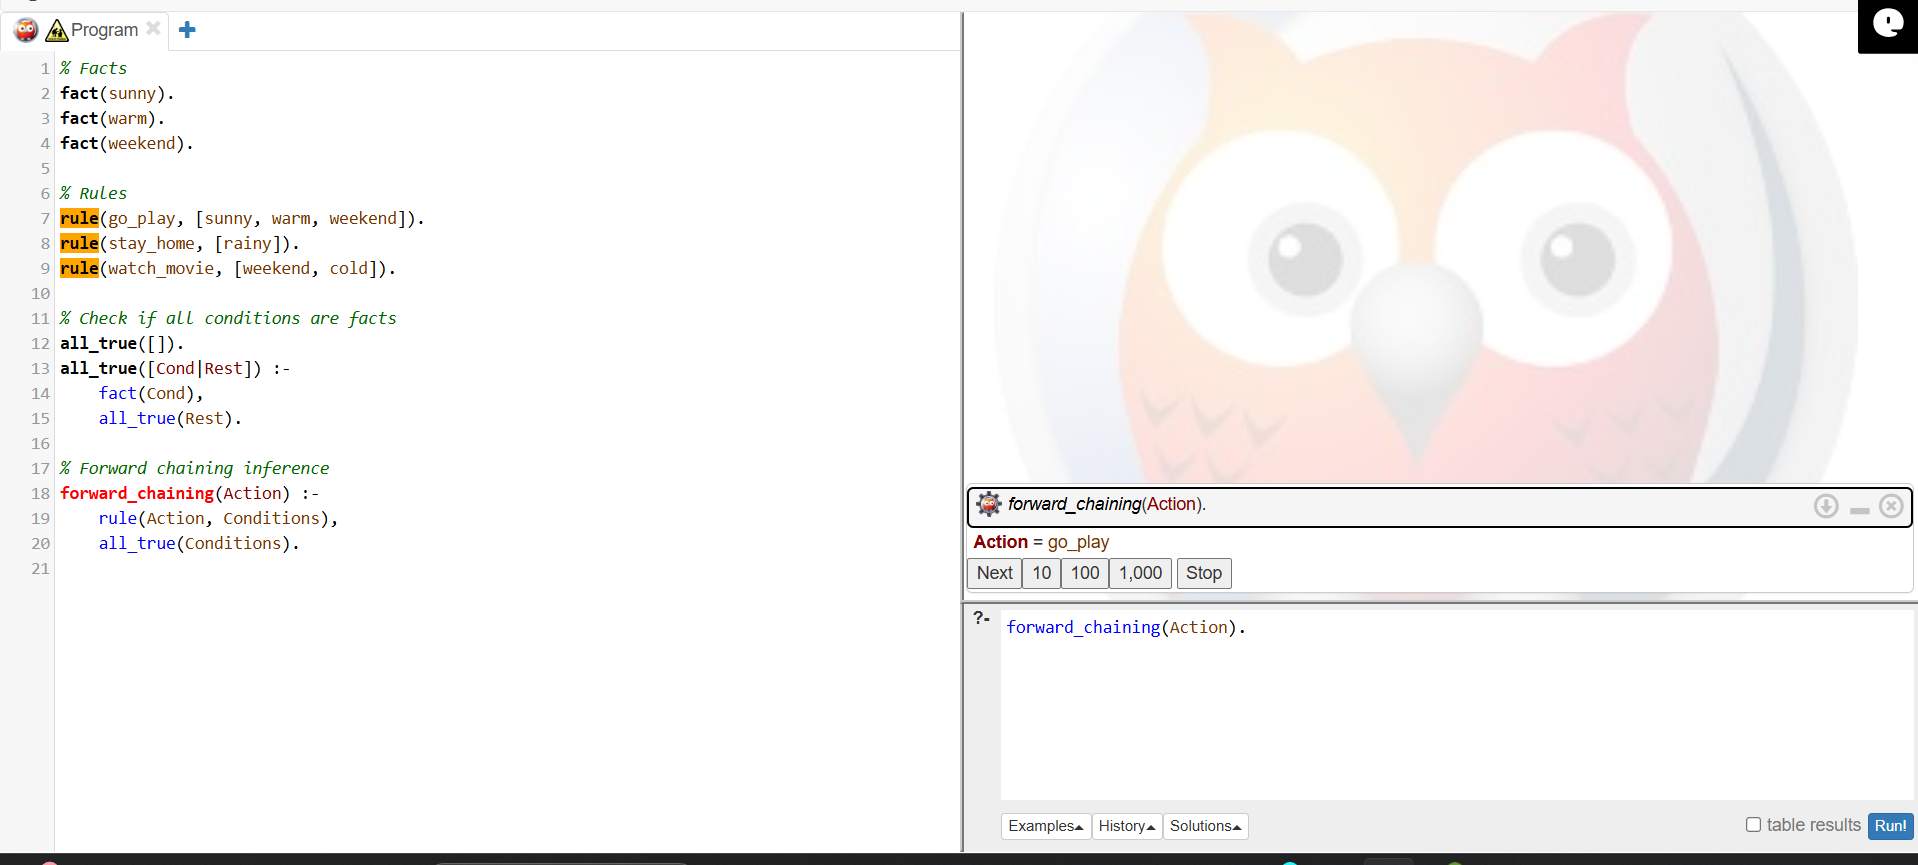 Program
1 % Facts
2 fact(sunny).
3 fact(warm).
4 fact(weekend).
5
6 % Rules
7 rule(go_play, [sunny, warm, weekend]).
8 rule(stay_home, [rainy]).
9 rule(watch_movie, [weekend, cold]).
10
11 % Check if all conditions are facts
12 all_true([]).
13 all_true([Cond|Rest]) :-
14     fact(Cond),
15     all_true(Rest).
16
17 % Forward chaining inference
18 forward_chaining(Action) :-
19     rule(Action, Conditions),
20     all_true(Conditions).
21
forward_chaining(Action).
Action = go_play
Next 10 100 1,000 Stop
?- forward_chaining(Action).
Examples History Solutions table results Run!